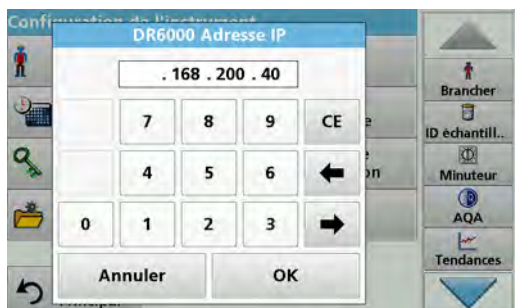 DR6000 Adresse IP
. 168 . 200 . 40
7 8 9 CE
4 5 6
0 1 2 3
Annuler OK
Brancher
ID échantill..
Minuteur
AQA
Tendances